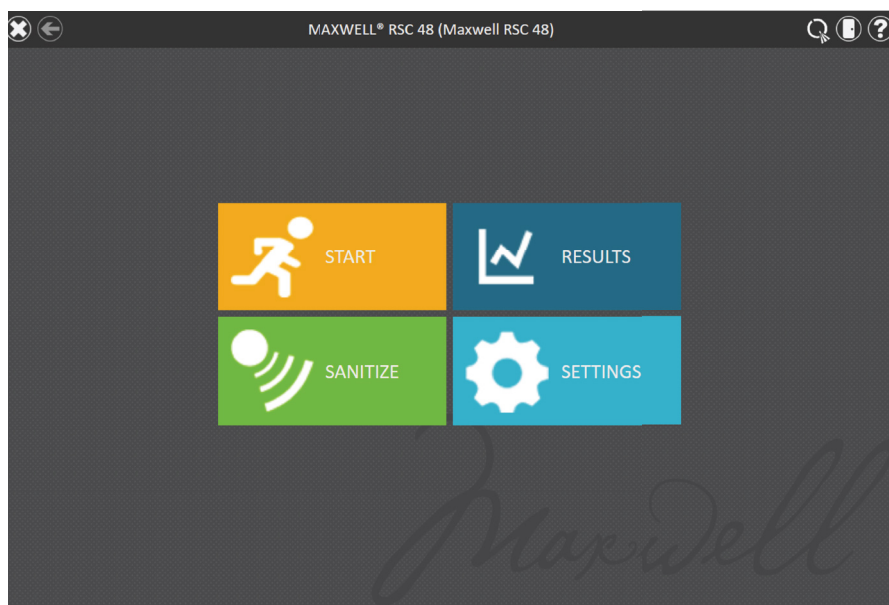 MAXWELL® RSC 48 (Maxwell RSC 48)
?
START
RESULTS
SANITIZE
SETTINGS
Maxwell